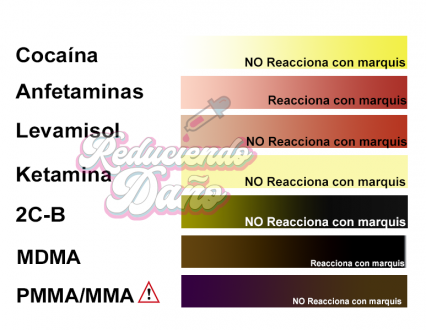 Cocaína
NO Reacciona con marquis
Anfetaminas
Reacciona con marquis
Levamisol
NO Reacciona con marquis
Reduciendo
Daño
Ketamina
NO Reacciona con marquis
2C-B
NO Reacciona con marquis
MDMA
Reacciona con marquis
PMMA/MMA
NO Reacciona con marquis